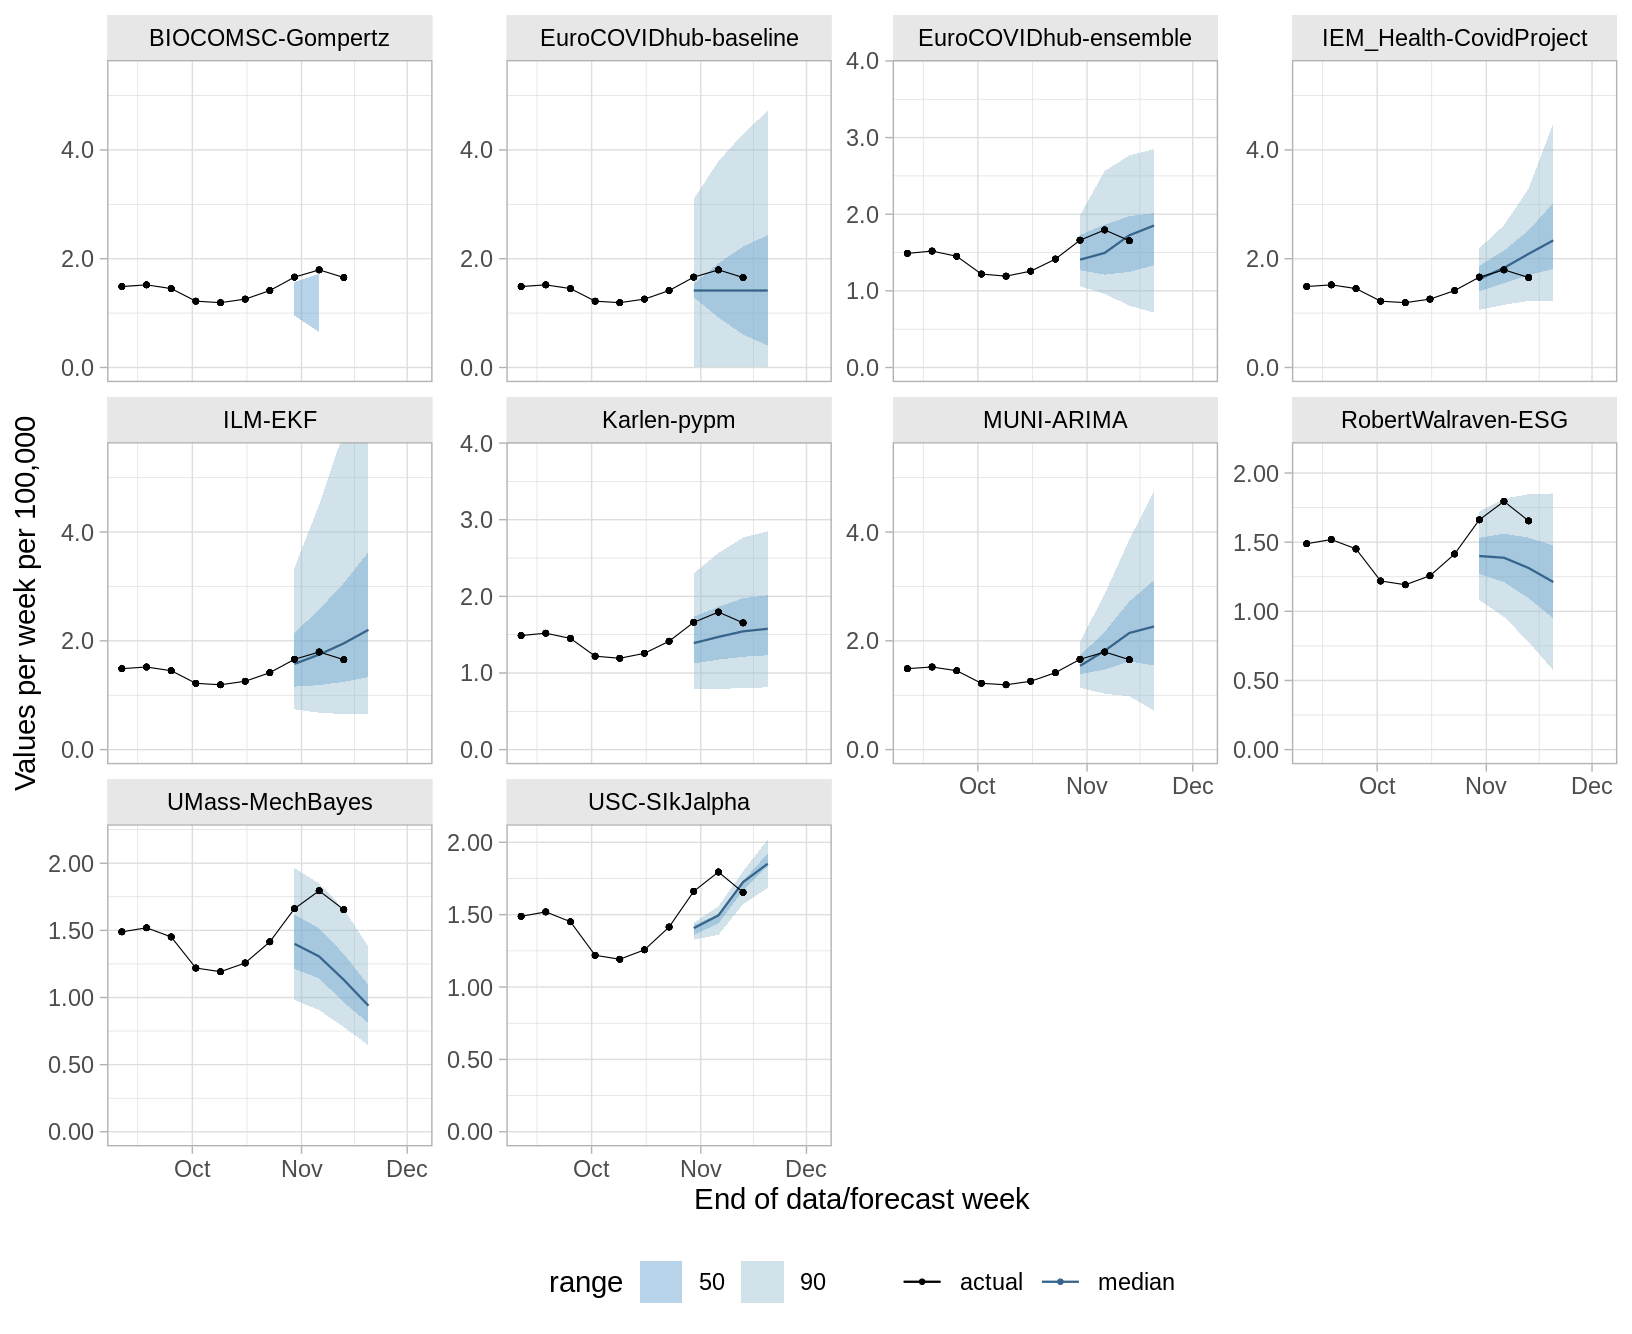 BIOCOMSC-Gompertz
EuroCOVIDhub-baseline
EuroCOVIDhub-ensemble
IEM_Health-CovidProject
4.0
2.0
0.0
4.0
2.0
0.0
4.0
3.0
2.0
1.0
0.0
4.0
2.0
0.0
ILM-EKF
Karlen-pypm
MUNI-ARIMA
RobertWalraven-ESG
4.0
2.0
0.0
4.0
3.0
2.0
1.0
0.0
4.0
2.0
0.0
2.00
1.50
1.00
0.50
0.00
Oct Nov Dec
Oct Nov Dec
UMass-MechBayes
USC-SIkJalpha
2.00
1.50
1.00
0.50
0.00
2.00
1.50
1.00
0.50
0.00
Oct Nov Dec
Oct Nov Dec
Values per week per 100,000
End of data/forecast week
range 50 90 actual median